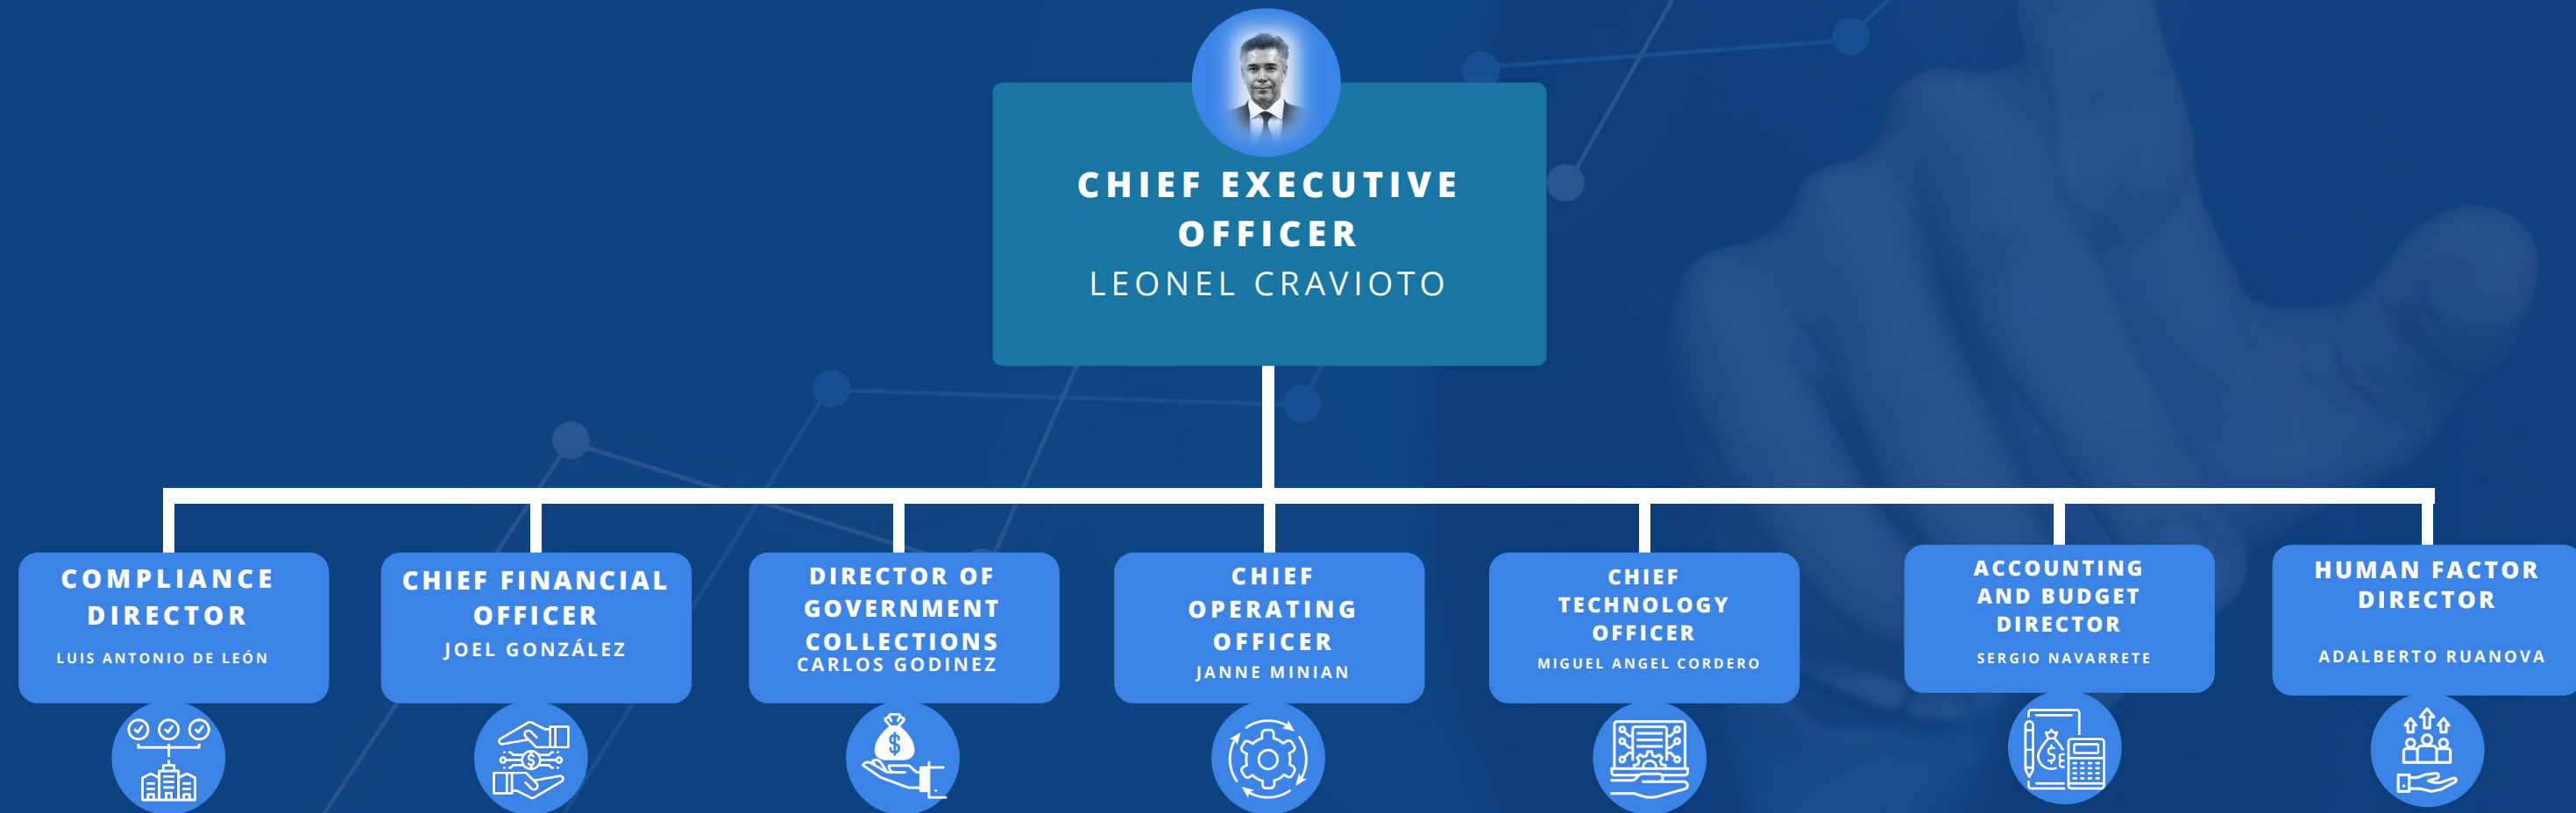 CHIEF EXECUTIVE
OFFICER
LEONEL CRAVIOTO
COMPLIANCE
DIRECTOR
LUIS ANTONIO DE LEÓN
CHIEF FINANCIAL
OFFICER
JOEL GONZÁLEZ
DIRECTOR OF
GOVERNMENT
COLLECTIONS
CARLOS GODINEZ
CHIEF
OPERATING
OFFICER
JANNE MINIAN
CHIEF
TECHNOLOGY
OFFICER
MIGUEL ANGEL CORDERO
ACCOUNTING
AND BUDGET
DIRECTOR
SERGIO NAVARRETE
HUMAN FACTOR
DIRECTOR
ADALBERTO RUANOVA
$
$
$